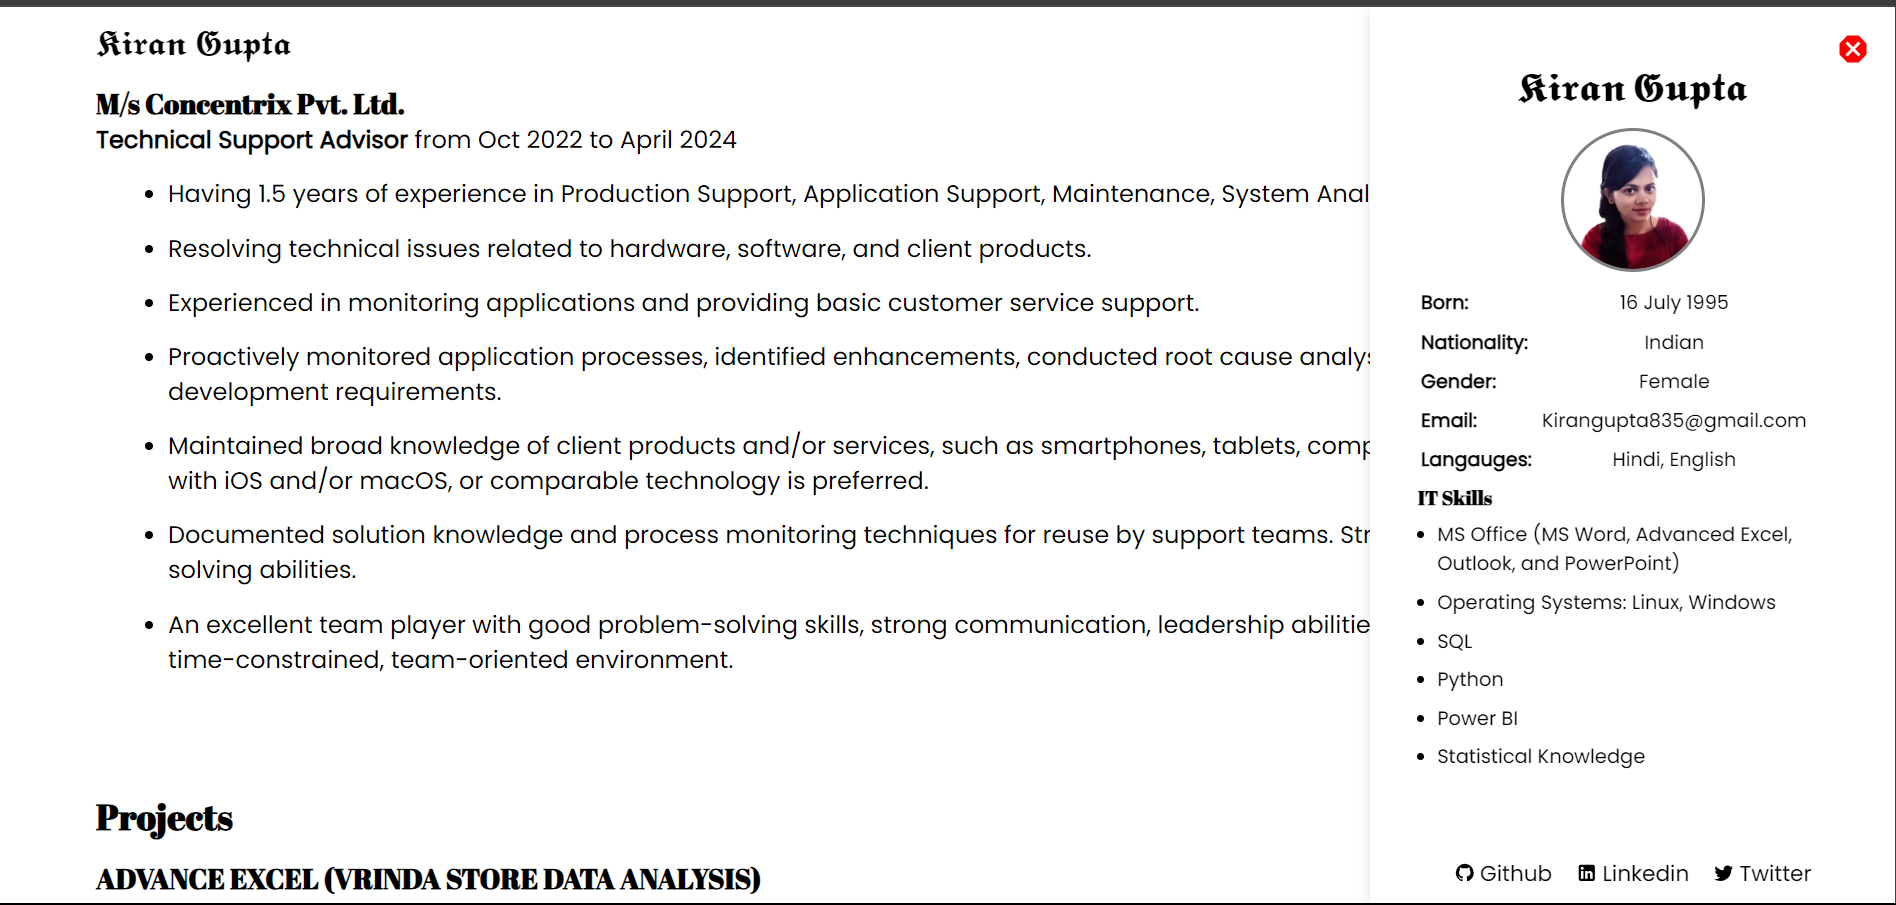 Kiran Gupta
M/s Concentrix Pvt. Ltd.
Technical Support Advisor from Oct 2022 to April 2024
• Having 1.5 years of experience in Production Support, Application Support, Maintenance, System Anal
• Resolving technical issues related to hardware, software, and client products.
• Experienced in monitoring applications and providing basic customer service support.
• Proactively monitored application processes, identified enhancements, conducted root cause analys
development requirements.
• Maintained broad knowledge of client products and/or services, such as smartphones, tablets, comp
with iOS and/or macOS, or comparable technology is preferred.
• Documented solution knowledge and process monitoring techniques for reuse by support teams. Str
solving abilities.
• An excellent team player with good problem-solving skills, strong communication, leadership abilitie
time-constrained, team-oriented environment.
Projects
ADVANCE EXCEL (VRINDA STORE DATA ANALYSIS)
Kiran Gupta
Born: 16 July 1995
Nationality: Indian
Gender: Female
Email: Kirangupta835@gmail.com
Langauges: Hindi, English
IT Skills
• MS Office (MS Word, Advanced Excel,
Outlook, and PowerPoint)
• Operating Systems: Linux, Windows
• SQL
• Python
• Power BI
• Statistical Knowledge
Github Linkedin Twitter